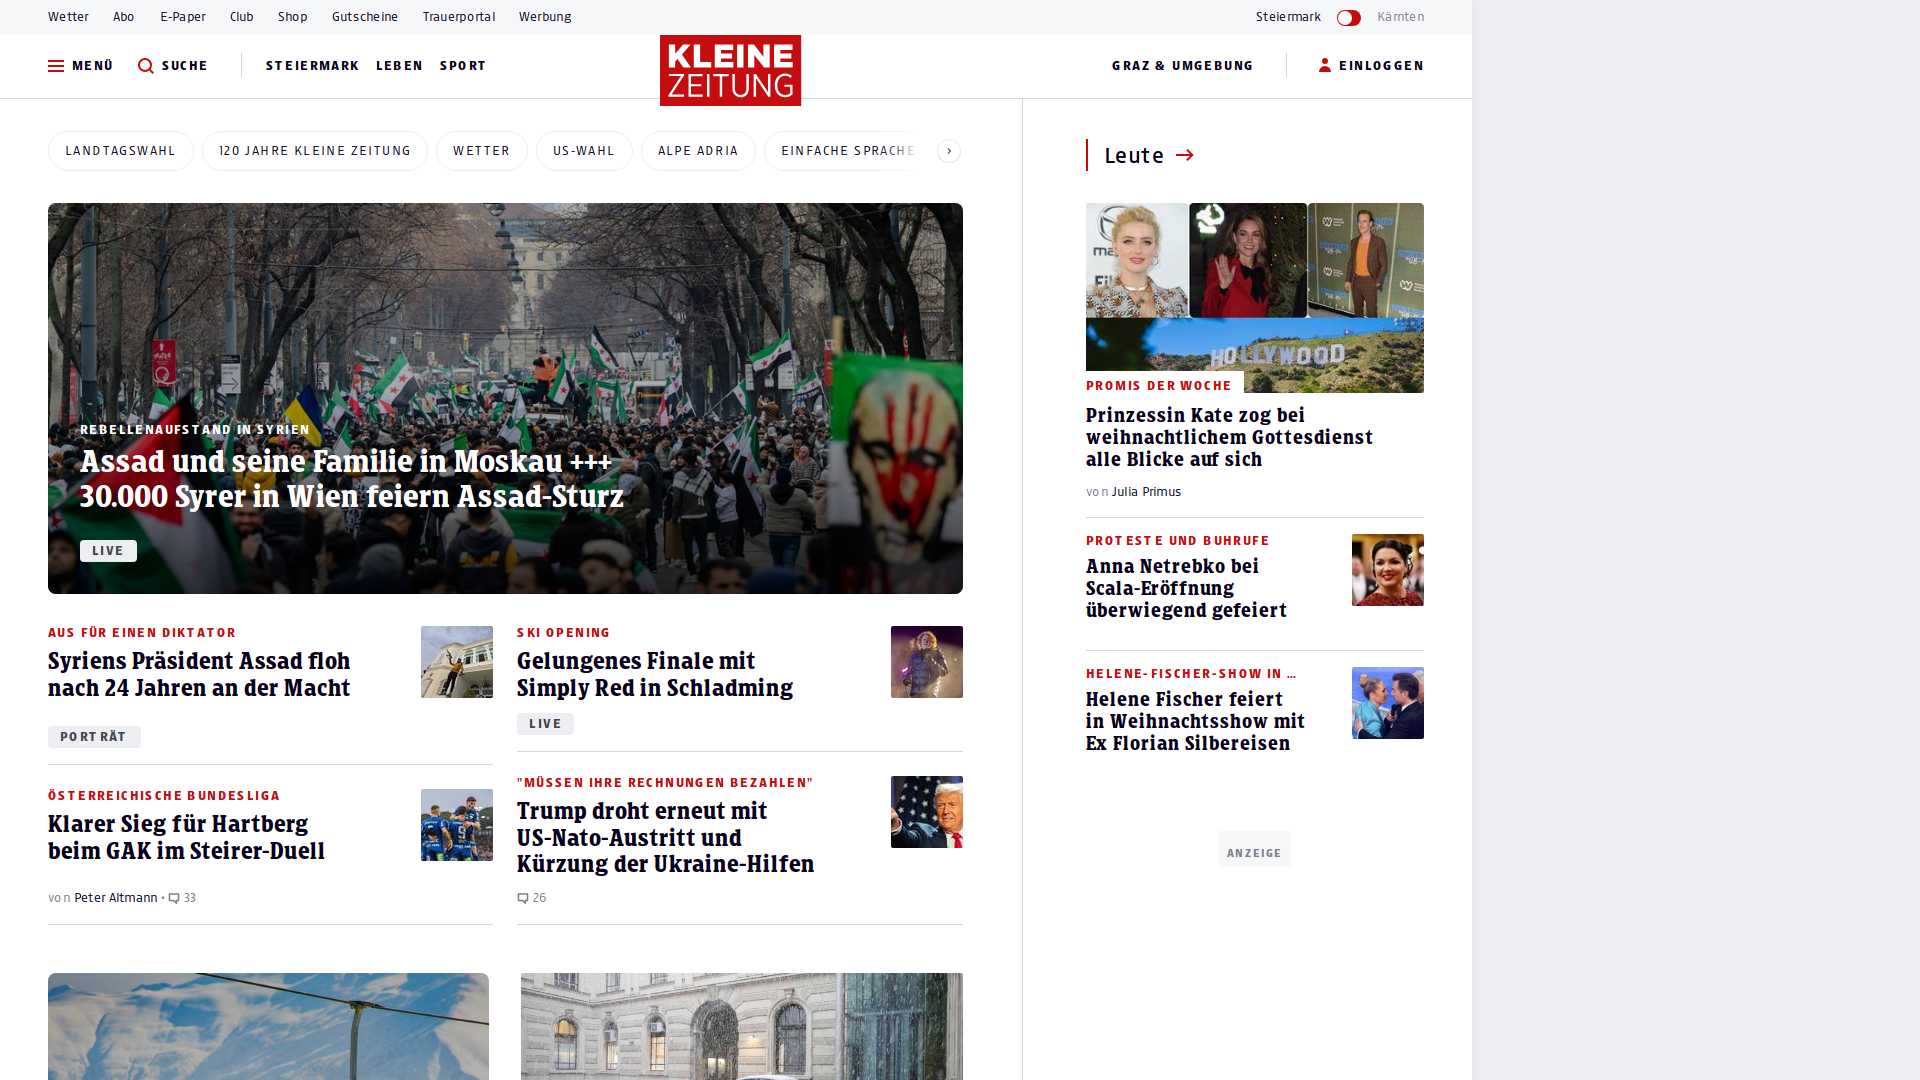 Wetter Abo E-Paper Club Shop Gutscheine Trauerportal Werbung
Steiermark Kärnten
MENÜ SUCHE STEIERMARK LEBEN SPORT
KLEINE
ZEITUNG
GRAZ & UMGEBUNG EINLOGGEN
LANDTAGSWAHL 120 JAHRE KLEINE ZEITUNG WETTER US-WAHL ALPE ADRIA EINFACHE SPRACHE
REBELLENAUFSTAND IN SYRIEN
Assad und seine Familie in Moskau +++
30.000 Syrer in Wien feiern Assad-Sturz
LIVE
AUS FÜR EINEN DIKTATOR
Syriens Präsident Assad floh
nach 24 Jahren an der Macht
PORTRÄT
ÖSTERREICHISCHE BUNDESLIGA
Klarer Sieg für Hartberg
beim GAK im Steirer-Duell
von Peter Altmann • 33
SKI OPENING
Gelungenes Finale mit
Simply Red in Schladming
LIVE
"MÜSSEN IHRE RECHNUNGEN BEZAHLEN"
Trump droht erneut mit
US-Nato-Austritt und
Kürzung der Ukraine-Hilfen
26
Leute
HOLLYWOOD
PROMIS DER WOCHE
Prinzessin Kate zog bei
weihnachtlichem Gottesdienst
alle Blicke auf sich
von Julia Primus
PROTESTE UND BUHRUFE
Anna Netrebko bei
Scala-Eröffnung
überwiegend gefeiert
HELENE-FISCHER-SHOW IN ...
Helene Fischer feiert
in Weihnachtsshow mit
Ex Florian Silbereisen
ANZEIGE